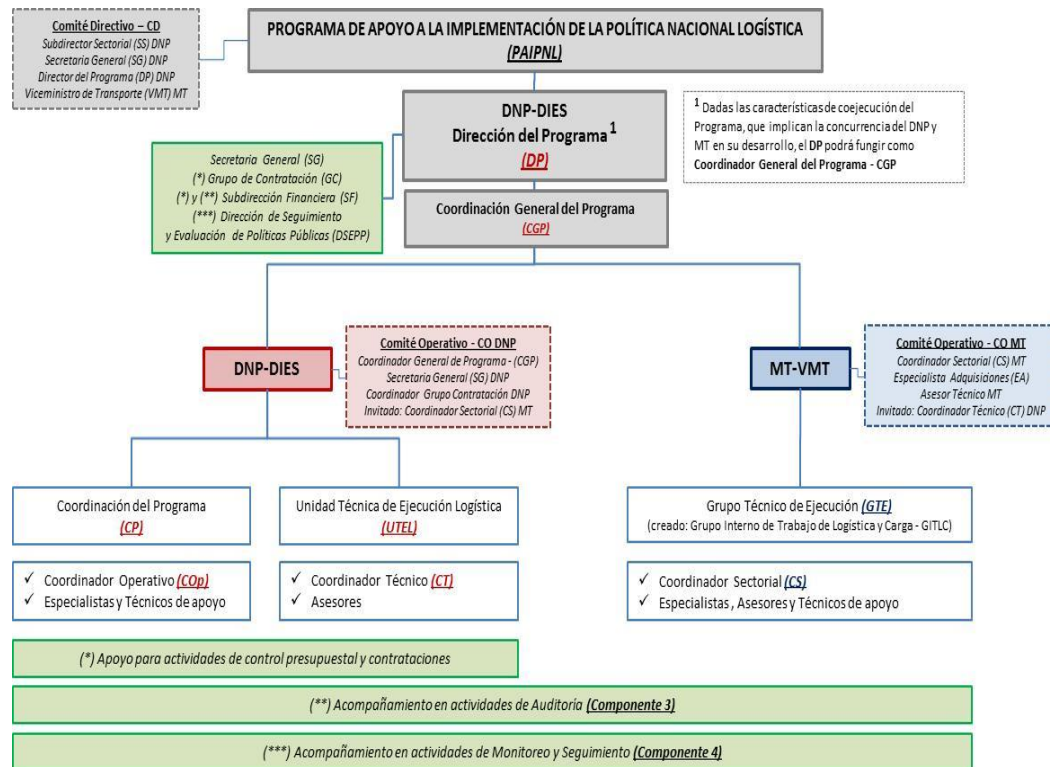 Comité Directivo – CD
Subdirector Sectorial (SS) DNP
Secretaria General (SG) DNP
Director del Programa (DP) DNP
Viceministro de Transporte (VMT) MT
PROGRAMA DE APOYO A LA IMPLEMENTACIÓN DE LA POLÍTICA NACIONAL LOGÍSTICA
(PAIPNL)
DNP-DIES
Dirección del Programa 1
(DP)
1 Dadas las características de coejecución del
Programa, que implican la concurrencia del DNP y
MT en su desarrollo, el DP podrá fungir como
Coordinador General del Programa - CGP
Secretaria General (SG)
(*) Grupo de Contratación (GC)
(*) y (**) Subdirección Financiera (SF)
(***) Dirección de Seguimiento
y Evaluación de Políticas Públicas (DSEPP)
Coordinación General del Programa
(CGP)
DNP-DIES
Comité Operativo - CO DNP
Coordinador General de Programa - (CGP)
Secretaria General (SG) DNP
Coordinador Grupo Contratación DNP
Invitado: Coordinador Sectorial (CS) MT
MT-VMT
Comité Operativo - CO MT
Coordinador Sectorial (CS) MT
Especialista Adquisiciones (EA)
Asesor Técnico MT
Invitado: Coordinador Técnico (CT) DNP
Coordinación del Programa
(CP)
Unidad Técnica de Ejecución Logística
(UTEL)
Grupo Técnico de Ejecución (GTE)
(creado: Grupo Interno de Trabajo de Logística y Carga - GITLC)
✓ Coordinador Operativo (COp)
✓ Especialistas y Técnicos de apoyo
✓ Coordinador Técnico (CT)
✓ Asesores
✓ Coordinador Sectorial (CS)
✓ Especialistas , Asesores y Técnicos de apoyo
(*) Apoyo para actividades de control presupuestal y contrataciones
(**) Acompañamiento en actividades de Auditoría (Componente 3)
(***) Acompañamiento en actividades de Monitoreo y Seguimiento (Componente 4)